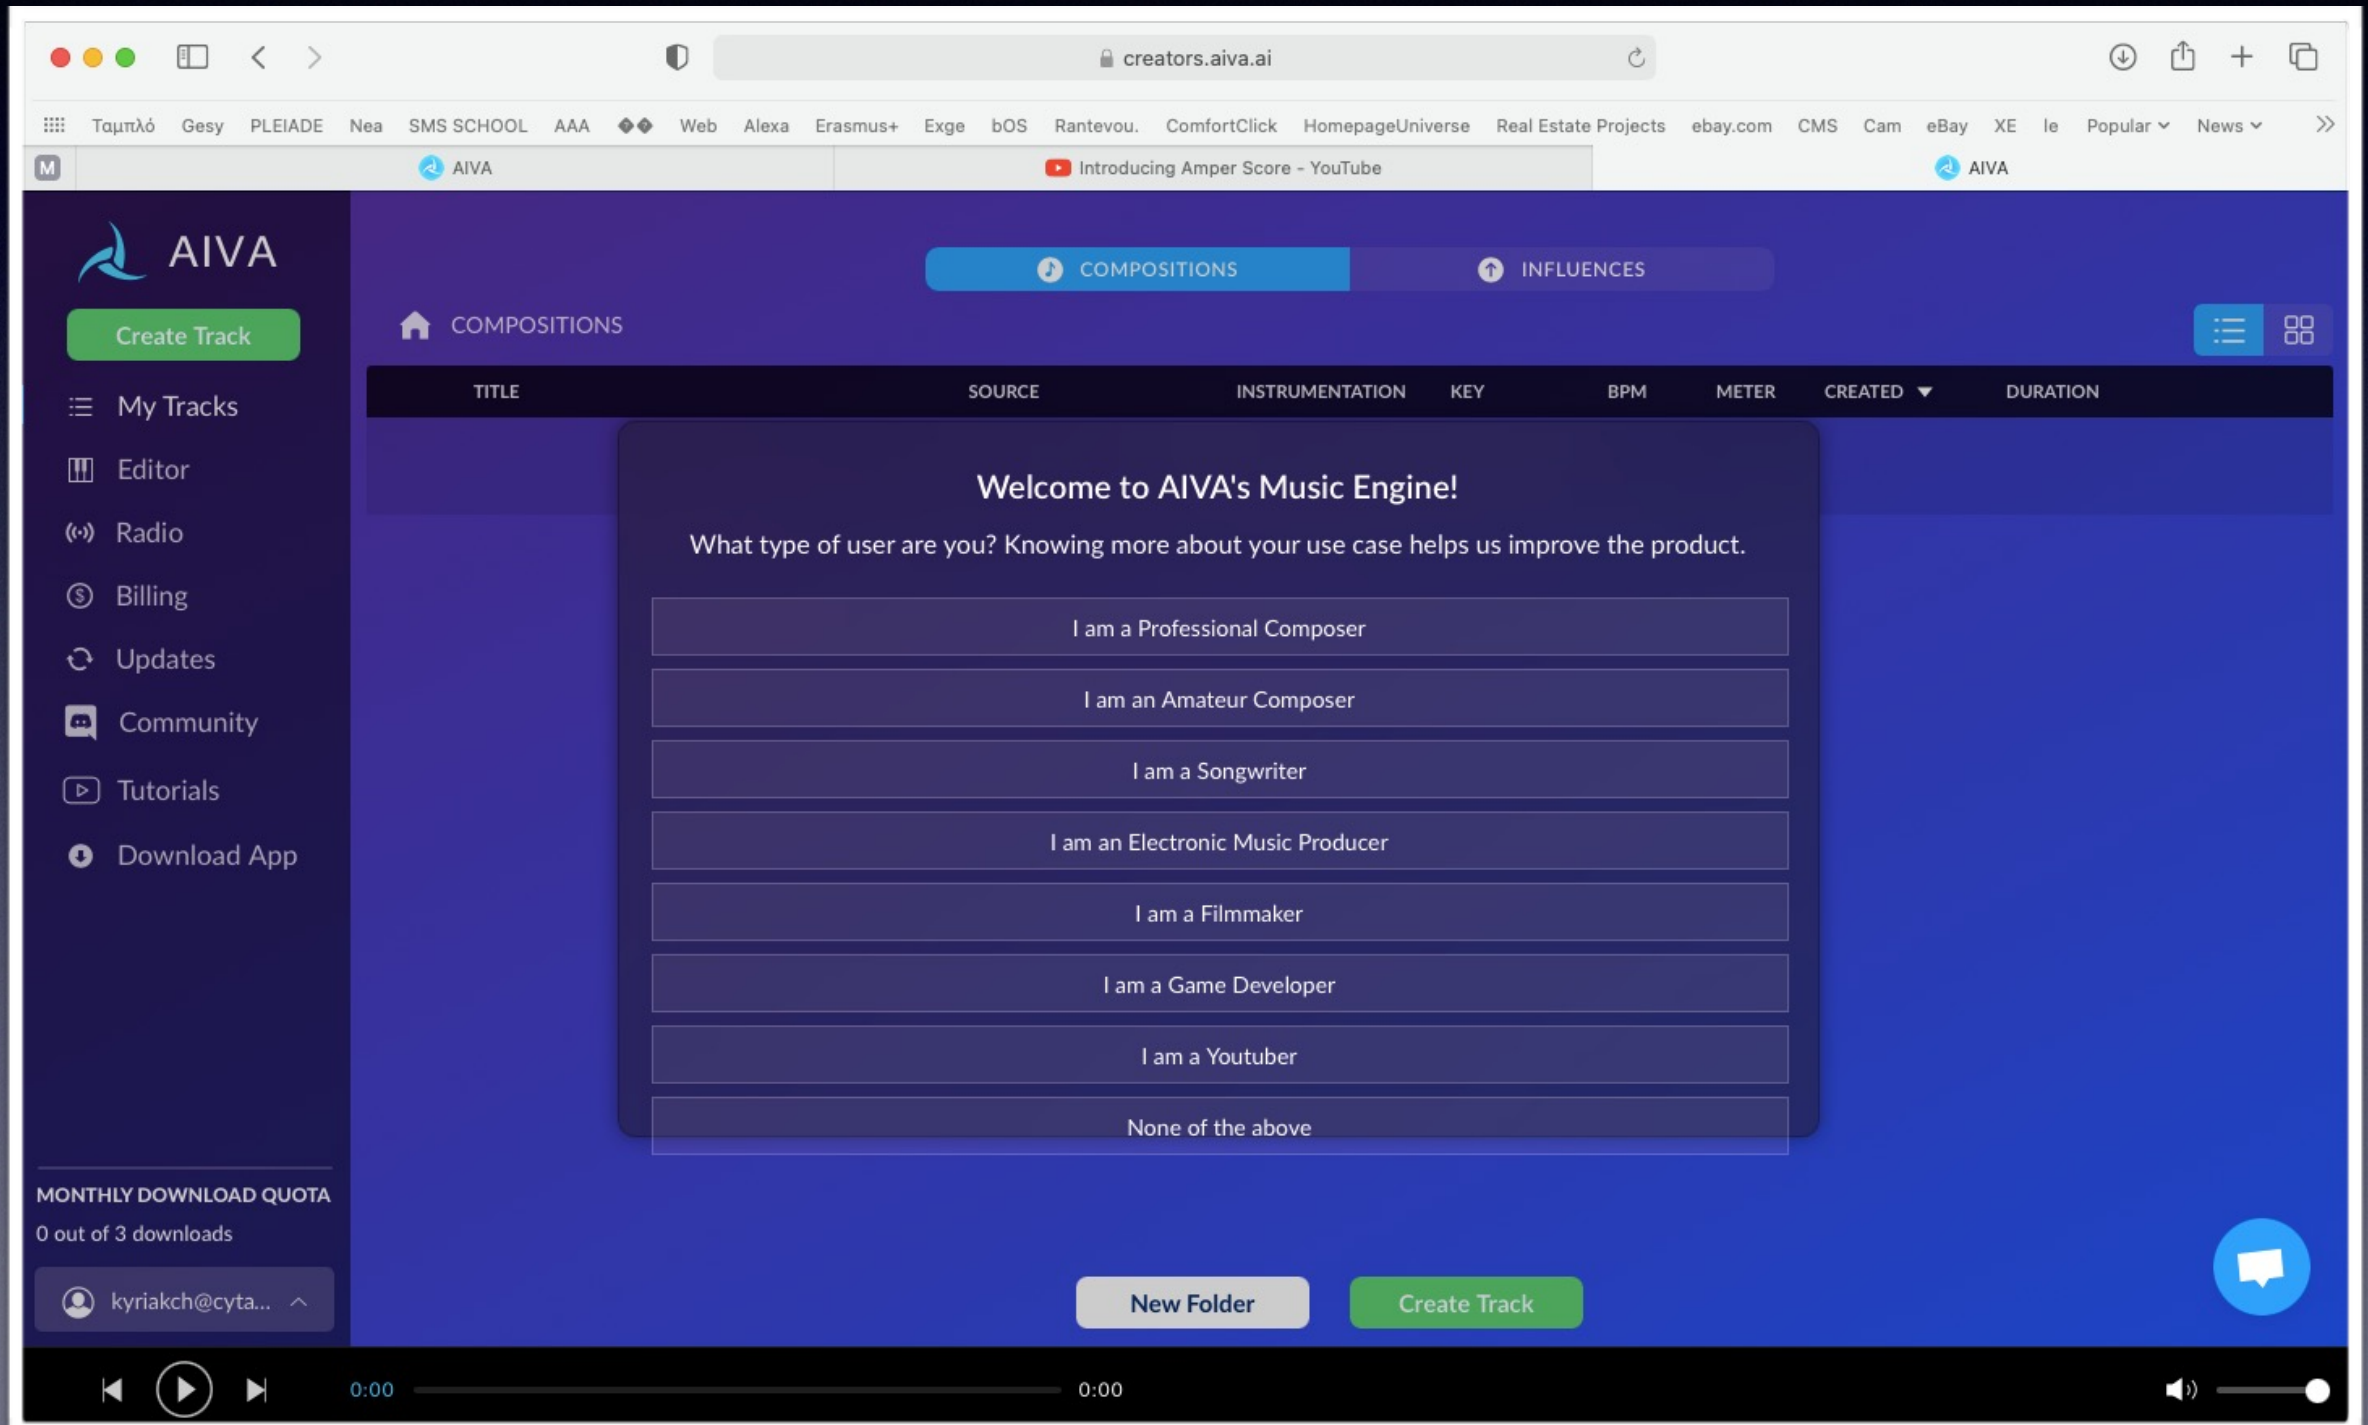 creators.aiva.ai
Ταμπλό Gesy PLEIADE Nea SMS SCHOOL AAA Web Alexa Erasmus+ Exge bOS Rantevou. ComfortClick HomepageUniverse Real Estate Projects ebay.com CMS Cam eBay XE le Popular News
M AIVA Introducing Amper Score - YouTube AIVA
AIVA
COMPOSITIONS INFLUENCES
COMPOSITIONS
Create Track
TITLE SOURCE INSTRUMENTATION KEY BPM METER CREATED DURATION
My Tracks
Editor
Radio
Billing
Updates
Community
Tutorials
Download App
Welcome to AIVA's Music Engine!
What type of user are you? Knowing more about your use case helps us improve the product.
I am a Professional Composer
I am an Amateur Composer
I am a Songwriter
I am an Electronic Music Producer
I am a Filmmaker
I am a Game Developer
I am a Youtuber
None of the above
MONTHLY DOWNLOAD QUOTA
0 out of 3 downloads
kyriakch@cyta...
New Folder Create Track
0:00 0:00